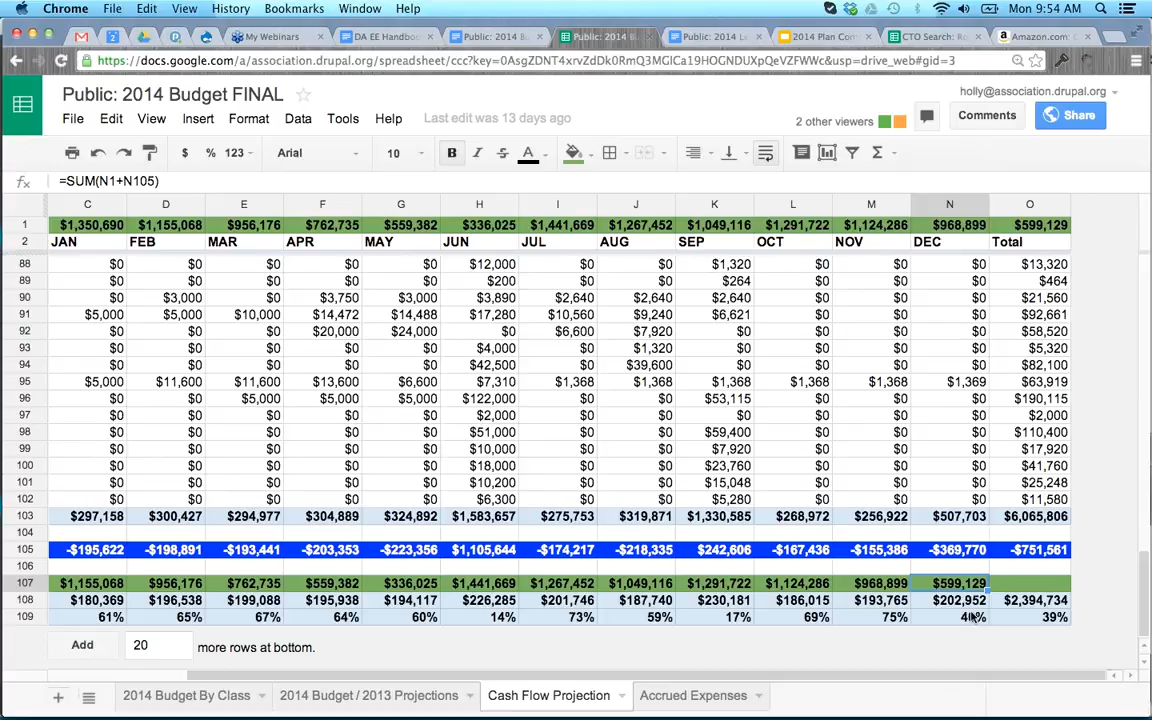 Chrome File Edit View History Bookmarks Window Help Mon 9:54 AM
My Webinars DA EE Handbook Public: 2014 B Public: 2014 B Public: 2014 Le 2014 Plan Com CTO Search: Ro Amazon.com:
https://docs.google.com/a/association.drupal.org/spreadsheet/ccc?key=0AsgZDNT4xrvZdDk0RmQ3MGlCa19HOGNDUXpQeVZFWWc&usp=drive_web#gid=3
Public: 2014 Budget FINAL
holly@association.drupal.org
File Edit View Insert Format Data Tools Help Last edit was 13 days ago
2 other viewers Comments Share
$ % 123 Arial 10 B I S A Σ
fx =SUM(N1+N105)
C D E F G H I J K L M N O
1 $1,350,690 $1,155,068 $956,176 $762,735 $559,382 $336,025 $1,441,669 $1,267,452 $1,049,116 $1,291,722 $1,124,286 $968,899 $599,129
2 JAN FEB MAR APR MAY JUN JUL AUG SEP OCT NOV DEC Total
88 $0 $0 $0 $0 $0 $12,000 $0 $0 $1,320 $0 $0 $0 $13,320
89 $0 $0 $0 $0 $0 $200 $0 $0 $264 $0 $0 $0 $464
90 $0 $3,000 $0 $3,750 $3,000 $3,890 $2,640 $2,640 $2,640 $0 $0 $0 $21,560
91 $5,000 $5,000 $10,000 $14,472 $14,488 $17,280 $10,560 $9,240 $6,621 $0 $0 $0 $92,661
92 $0 $0 $0 $20,000 $24,000 $0 $6,600 $7,920 $0 $0 $0 $0 $58,520
93 $0 $0 $0 $0 $0 $4,000 $0 $1,320 $0 $0 $0 $0 $5,320
94 $0 $0 $0 $0 $0 $42,500 $0 $39,600 $0 $0 $0 $0 $82,100
95 $5,000 $11,600 $11,600 $13,600 $6,600 $7,310 $1,368 $1,368 $1,368 $1,368 $1,368 $1,369 $63,919
96 $0 $0 $5,000 $5,000 $5,000 $122,000 $0 $0 $53,115 $0 $0 $0 $190,115
97 $0 $0 $0 $0 $0 $2,000 $0 $0 $0 $0 $0 $0 $2,000
98 $0 $0 $0 $0 $0 $51,000 $0 $0 $59,400 $0 $0 $0 $110,400
99 $0 $0 $0 $0 $0 $10,000 $0 $0 $7,920 $0 $0 $0 $17,920
100 $0 $0 $0 $0 $0 $18,000 $0 $0 $23,760 $0 $0 $0 $41,760
101 $0 $0 $0 $0 $0 $10,200 $0 $0 $15,048 $0 $0 $0 $25,248
102 $0 $0 $0 $0 $0 $6,300 $0 $0 $5,280 $0 $0 $0 $11,580
103 $297,158 $300,427 $294,977 $304,889 $324,892 $1,583,657 $275,753 $319,871 $1,330,585 $268,972 $256,922 $507,703 $6,065,806
104
105 -$195,622 -$198,891 -$193,441 -$203,353 -$223,356 $1,105,644 -$174,217 -$218,335 $242,606 -$167,436 -$155,386 -$369,770 -$751,561
106
107 $1,155,068 $956,176 $762,735 $559,382 $336,025 $1,441,669 $1,267,452 $1,049,116 $1,291,722 $1,124,286 $968,899 $599,129
108 $180,369 $196,538 $199,088 $195,938 $194,117 $226,285 $201,746 $187,740 $230,181 $186,015 $193,765 $202,952 $2,394,734
109 61% 65% 67% 64% 60% 14% 73% 59% 17% 69% 75% 39%
Add 20 more rows at bottom.
2014 Budget By Class 2014 Budget / 2013 Projections Cash Flow Projection Accrued Expenses